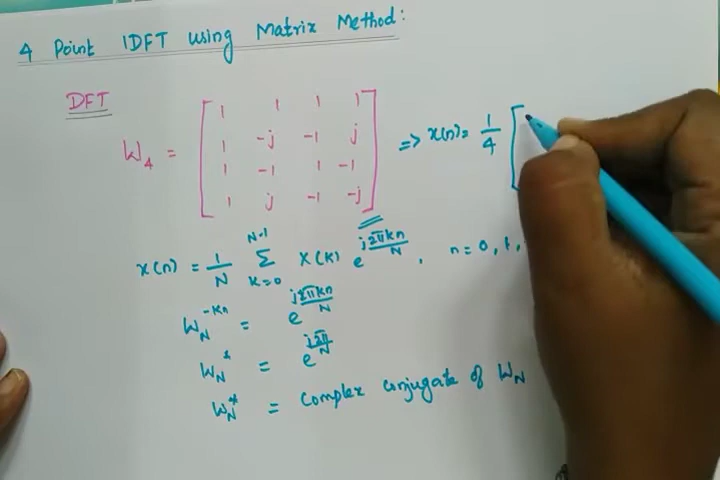 4 Point IDFT using Matrix Method:
DFT
W₄ = [ 1 1 1 1 ] => x(n) = 1/4 [
1 -j -1 j
1 -1 1 -1
1 j -1 -j
x(n) = 1/N Σ_{k=0}^{N-1} X(K) e^{j2πkn/N} , n = 0, 1,
W_N^{-kn} = e^{j2πkn/N}
W_N^{*} = e^{j2π/N}
W_N^{*} = Complex conjugate of W_N